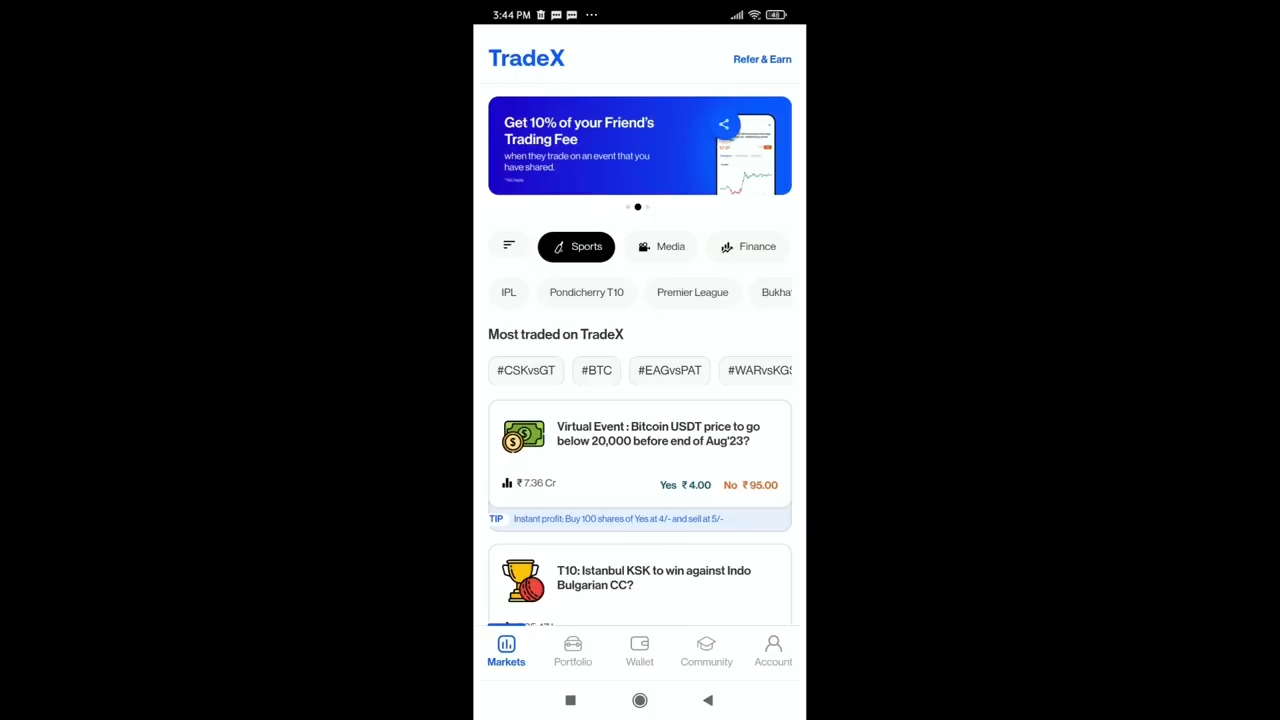 3:44 PM
48
TradeX
Refer & Earn
Get 10% of your Friend's
Trading Fee
when they trade on an event that you
have shared.
*T&C Apply
Sports
Media
Finance
IPL
Pondicherry T10
Premier League
Bukha
Most traded on TradeX
#CSKvsGT
#BTC
#EAGvsPAT
#WARvsKGS
Virtual Event : Bitcoin USDT price to go
below 20,000 before end of Aug'23?
₹ 7.36 Cr
Yes ₹ 4.00
No ₹ 95.00
TIP Instant profit: Buy 100 shares of Yes at 4/- and sell at 5/-
T10: Istanbul KSK to win against Indo
Bulgarian CC?
Markets
Portfolio
Wallet
Community
Account